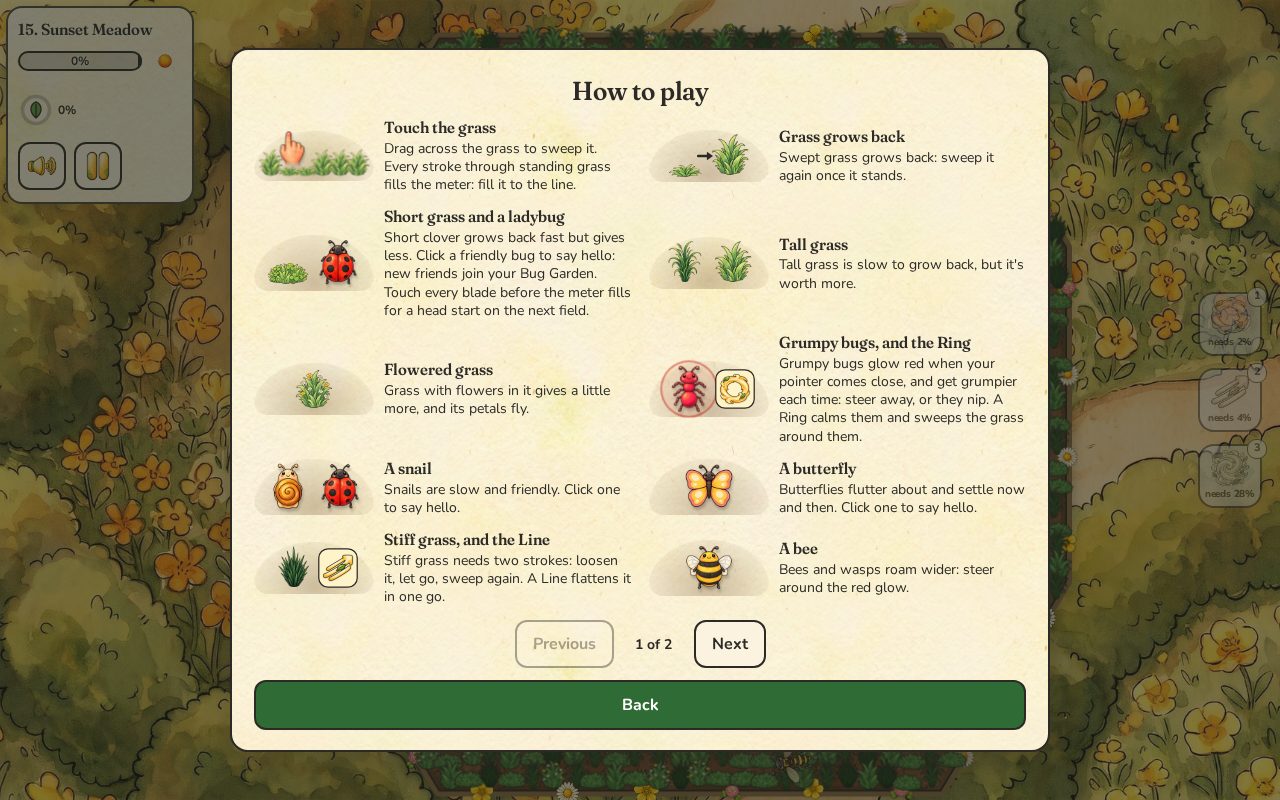 15. Sunset Meadow
0%
0%
How to play
Touch the grass
Drag across the grass to sweep it.
Every stroke through standing grass
fills the meter: fill it to the line.
Grass grows back
Swept grass grows back: sweep it
again once it stands.
Short grass and a ladybug
Short clover grows back fast but gives
less. Click a friendly bug to say hello:
new friends join your Bug Garden.
Touch every blade before the meter fills
for a head start on the next field.
Tall grass
Tall grass is slow to grow back, but it's
worth more.
Flowered grass
Grass with flowers in it gives a little
more, and its petals fly.
Grumpy bugs, and the Ring
Grumpy bugs glow red when your
pointer comes close, and get grumpier
each time: steer away, or they nip. A
Ring calms them and sweeps the grass
around them.
A snail
Snails are slow and friendly. Click one
to say hello.
A butterfly
Butterflies flutter about and settle now
and then. Click one to say hello.
Stiff grass, and the Line
Stiff grass needs two strokes: loosen
it, let go, sweep again. A Line flattens it
in one go.
A bee
Bees and wasps roam wider: steer
around the red glow.
Previous
1 of 2
Next
Back
1
needs 2%
2
needs 4%
3
needs 28%